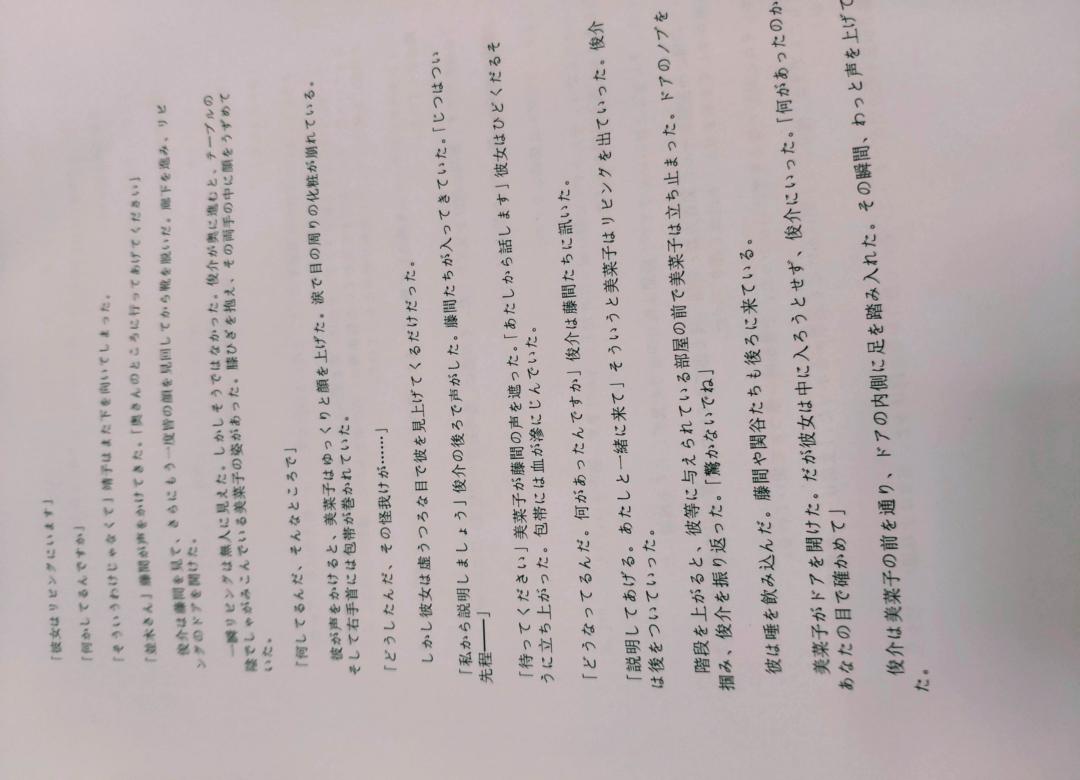 「彼女はリビングにいます」
「何かしてるんですか」
「そういうわけじゃなくて」靖子はまた下を向いてしまった。
「並木さん」藤間が声をかけてきた。「奥さんのところに行ってあげてください」
俊介は藤間を見て、さらにもう一度皆の顔を見回してから靴を脱いだ。廊下を進み、リビ
ングのドアを開けた。
一瞬リビングは無人に見えた。しかしそうではなかった。俊介が奥に進むと、テーブルの
陰でしゃがみこんでいる美菜子の姿があった。膝ひざを抱え、その両手の中に顔をうずめて
いた。
「何してるんだ、そんなところで」
彼が声をかけると、美菜子はゆっくりと顔を上げた。涙で目の周りの化粧が崩れている。
そして右手首には包帯が巻かれていた。
「どうしたんだ、その怪我けが……」
しかし彼女は虚うつろな目で彼を見上げてくるだけだった。
「私から説明しましょう」俊介の後ろで声がした。藤間たちが入ってきていた。「じつはつい
先程――」
「待ってください」美菜子が藤間の声を遮った。「あたしから話します」彼女はひどくだるそ
うに立ち上がった。包帯には血が滲にじんでいた。
「どうなってるんだ。何があったんですか」俊介は藤間たちに訊いた。
「説明してあげる。あたしと一緒に来て」そういうと美菜子はリビングを出ていった。俊介
は後をついていった。
階段を上がると、彼等に与えられている部屋の前で美菜子は立ち止まった。ドアのノブを
掴み、俊介を振り返った。「驚かないでね」
彼は唾を飲み込んだ。藤間や関谷たちも後ろに来ている。
美菜子がドアを開けた。だが彼女は中に入ろうとせず、俊介にいった。「何があったのか
あなたの目で確かめて」
俊介は美菜子の前を通り、ドアの内側に足を踏み入れた。その瞬間、わっと声を上げて
た。